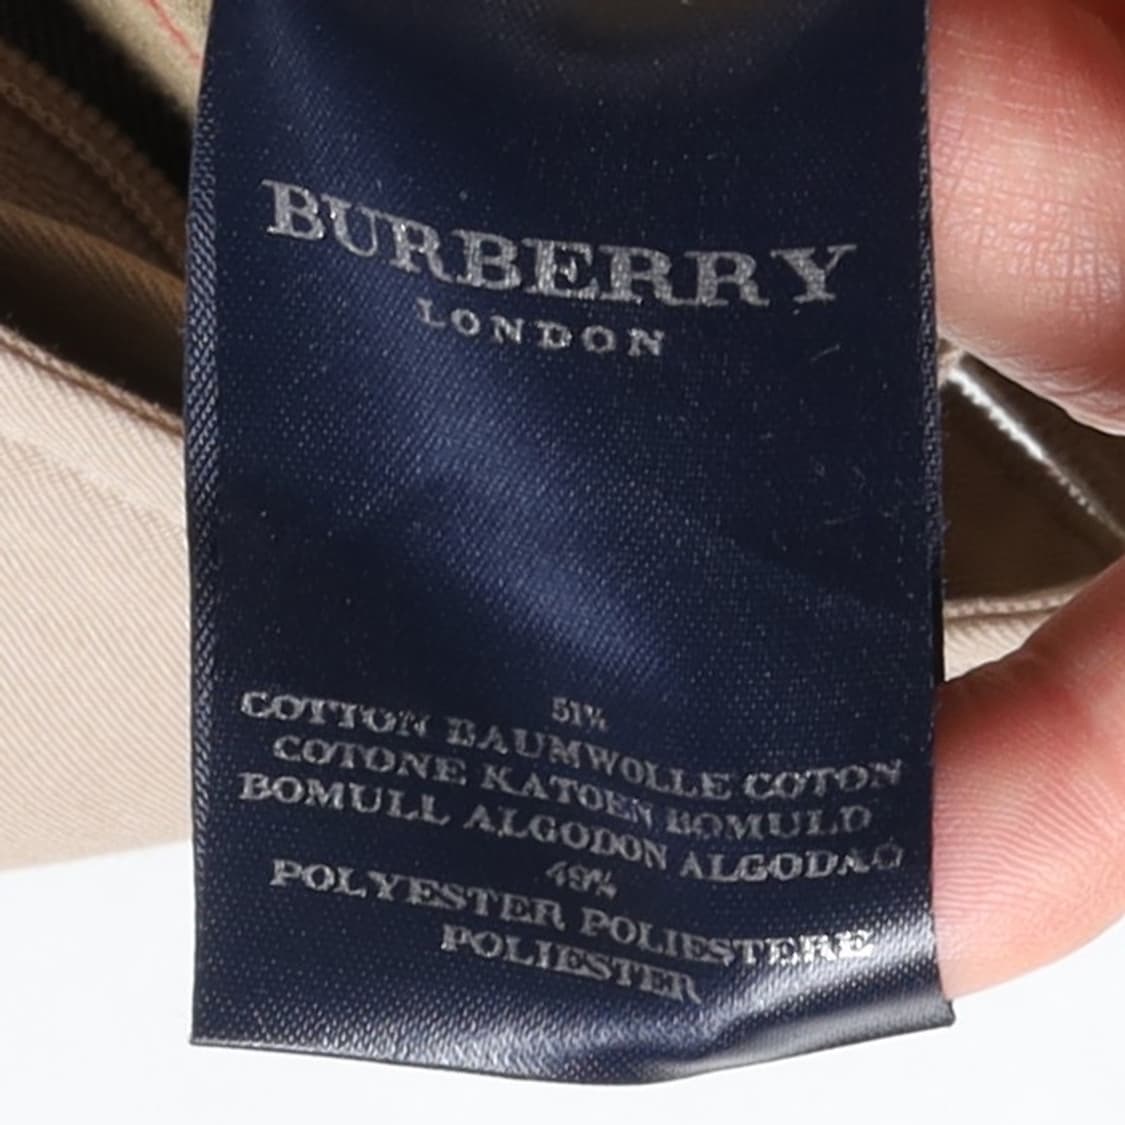 BURBERRY
LONDON
51%
COTTON BAUMWOLLE COTON
COTONE KATOEN BOMULD
BOMULL ALGODON ALGODAO
49%
POLYESTER POLIESTERE
POLIESTER